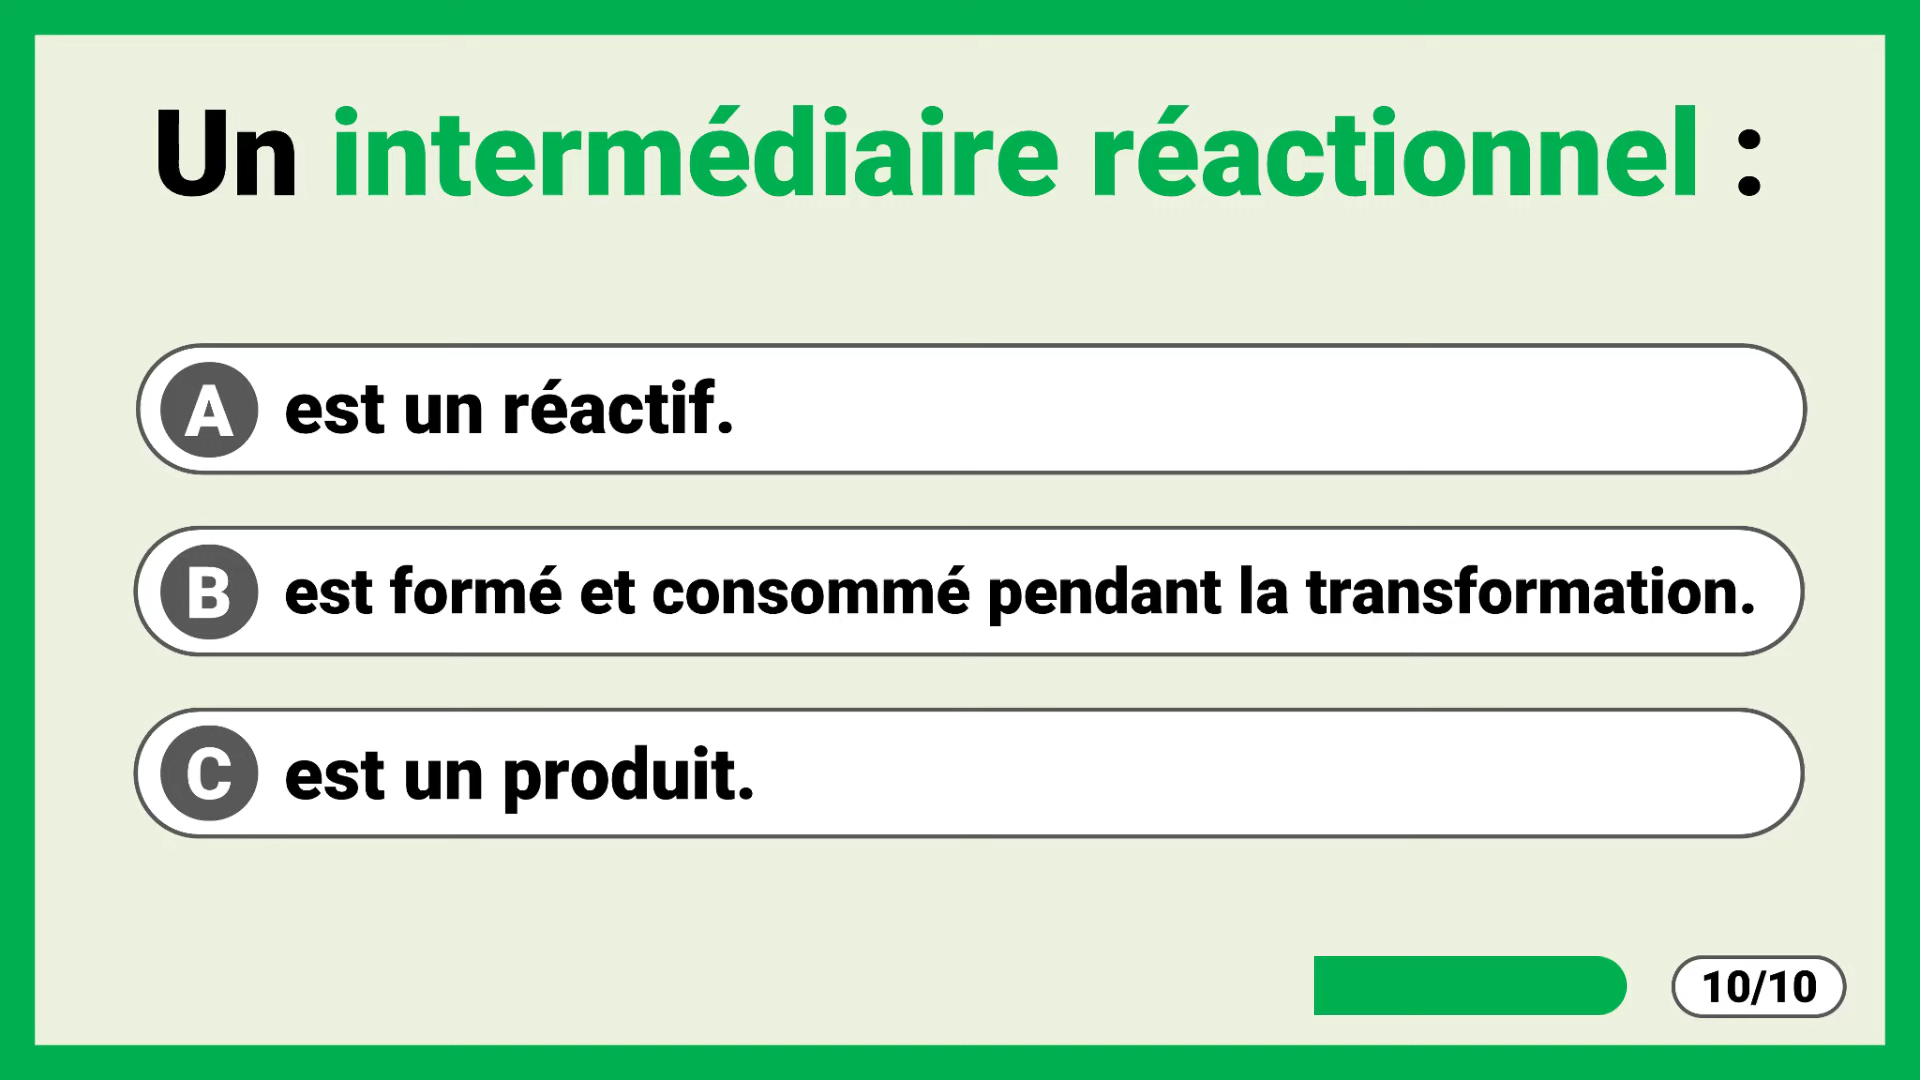 Un intermédiaire réactionnel :
A est un réactif.
B est formé et consommé pendant la transformation.
C est un produit.
10/10